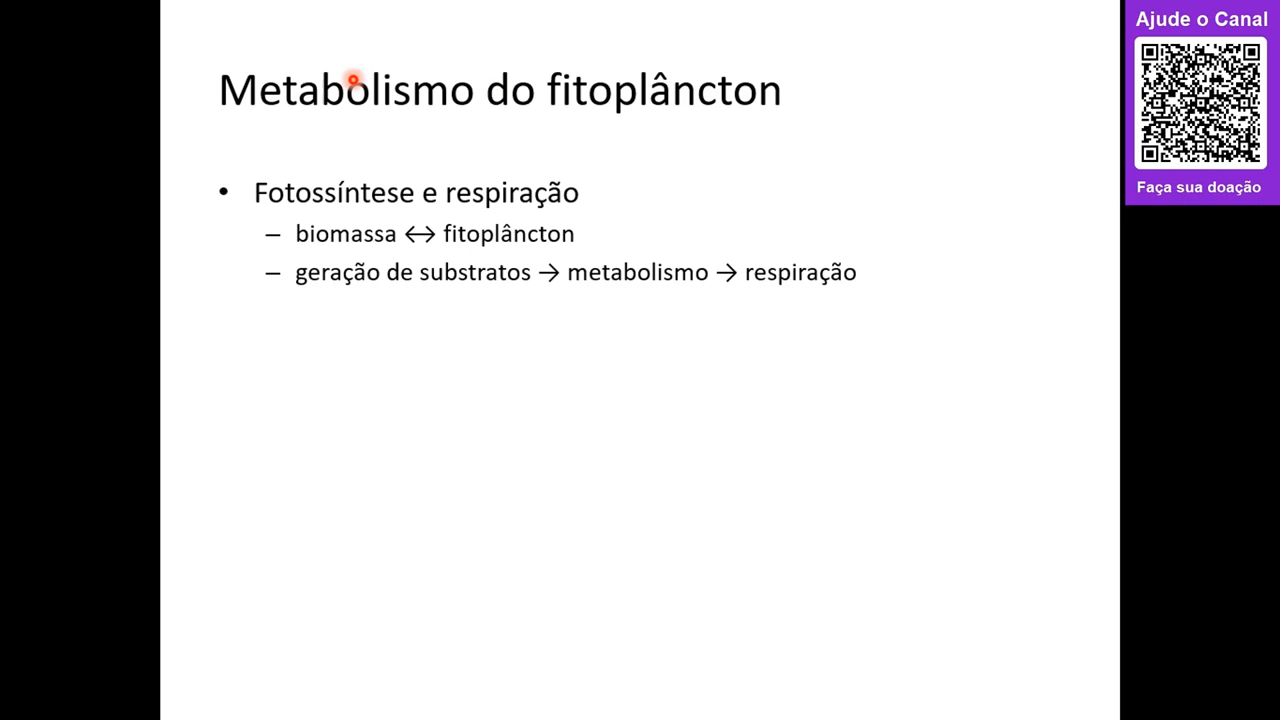 Metabolismo do fitoplâncton
• Fotossíntese e respiração
– biomassa ↔ fitoplâncton
– geração de substratos → metabolismo → respiração
Ajude o Canal
Faça sua doação